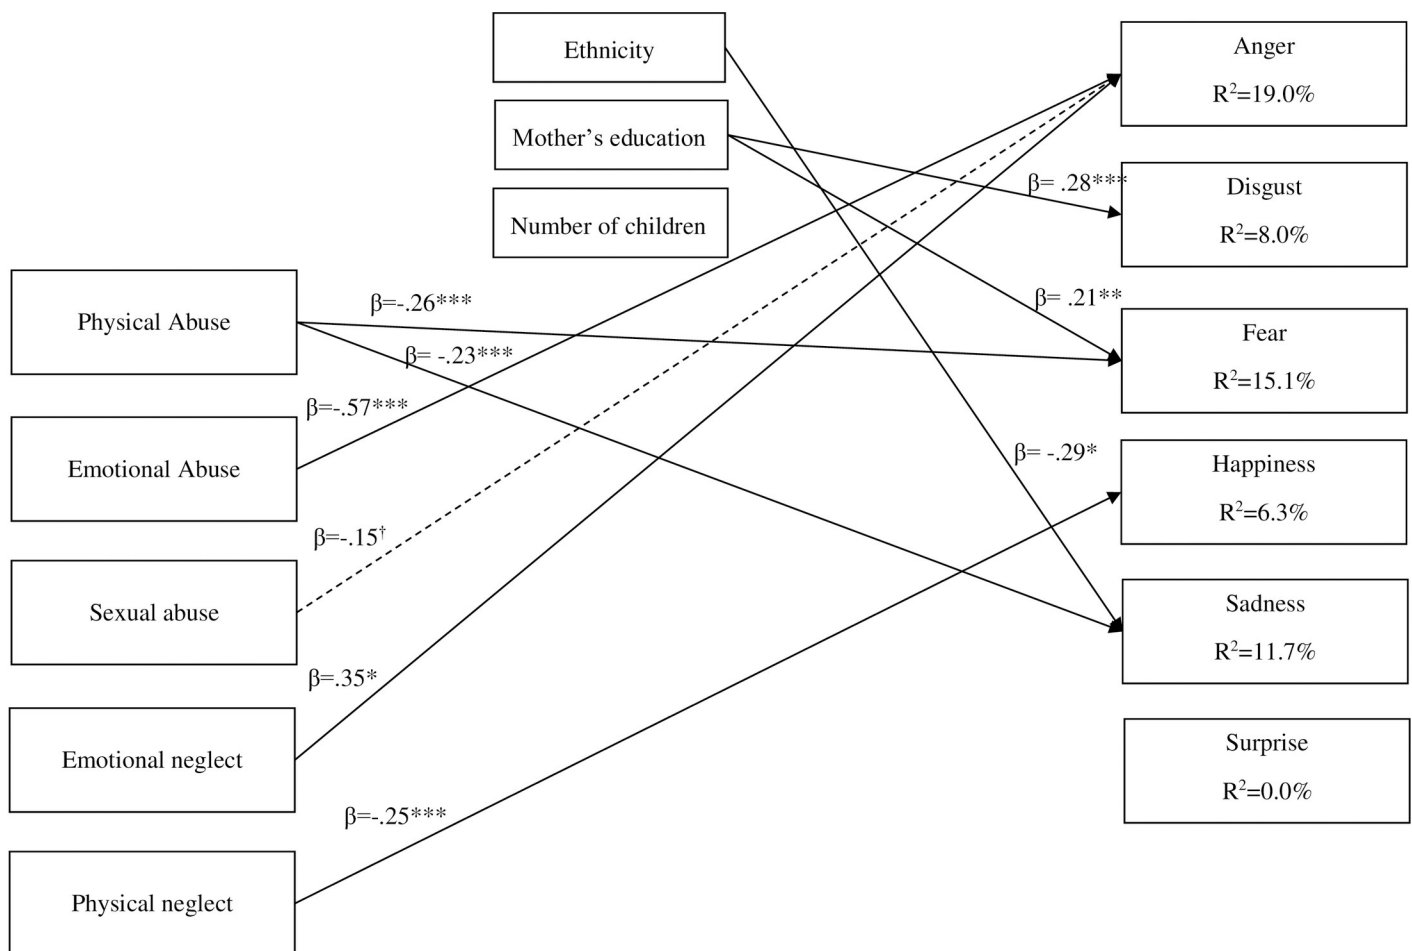 Ethnicity
Mother’s education
Number of children
Physical Abuse
Emotional Abuse
Sexual abuse
Emotional neglect
Physical neglect
β=-.26***
β= -.23***
β=-.57***
β=-.15†
β=.35*
β=-.25***
β= .28***
β= .21**
β= -.29*
Anger
R²=19.0%
Disgust
R²=8.0%
Fear
R²=15.1%
Happiness
R²=6.3%
Sadness
R²=11.7%
Surprise
R²=0.0%